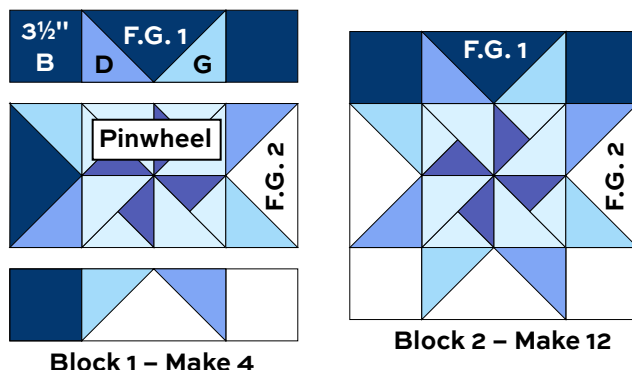 3½"
B
D
F.G. 1
G
Pinwheel
F.G. 2
Block 1 – Make 4
F.G. 1
F.G. 2
Block 2 – Make 12